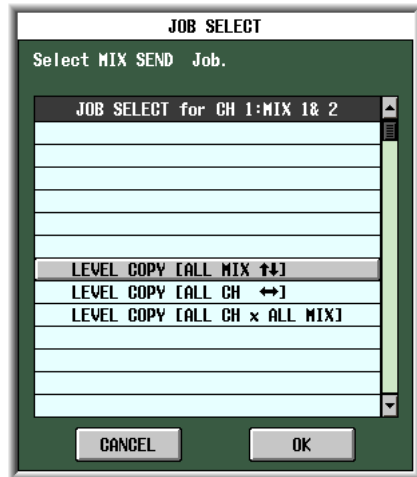 JOB SELECT
Select MIX SEND Job.
JOB SELECT for CH 1:MIX 1& 2
LEVEL COPY [ALL MIX ↑↓]
LEVEL COPY [ALL CH ↔]
LEVEL COPY [ALL CH x ALL MIX]
CANCEL OK